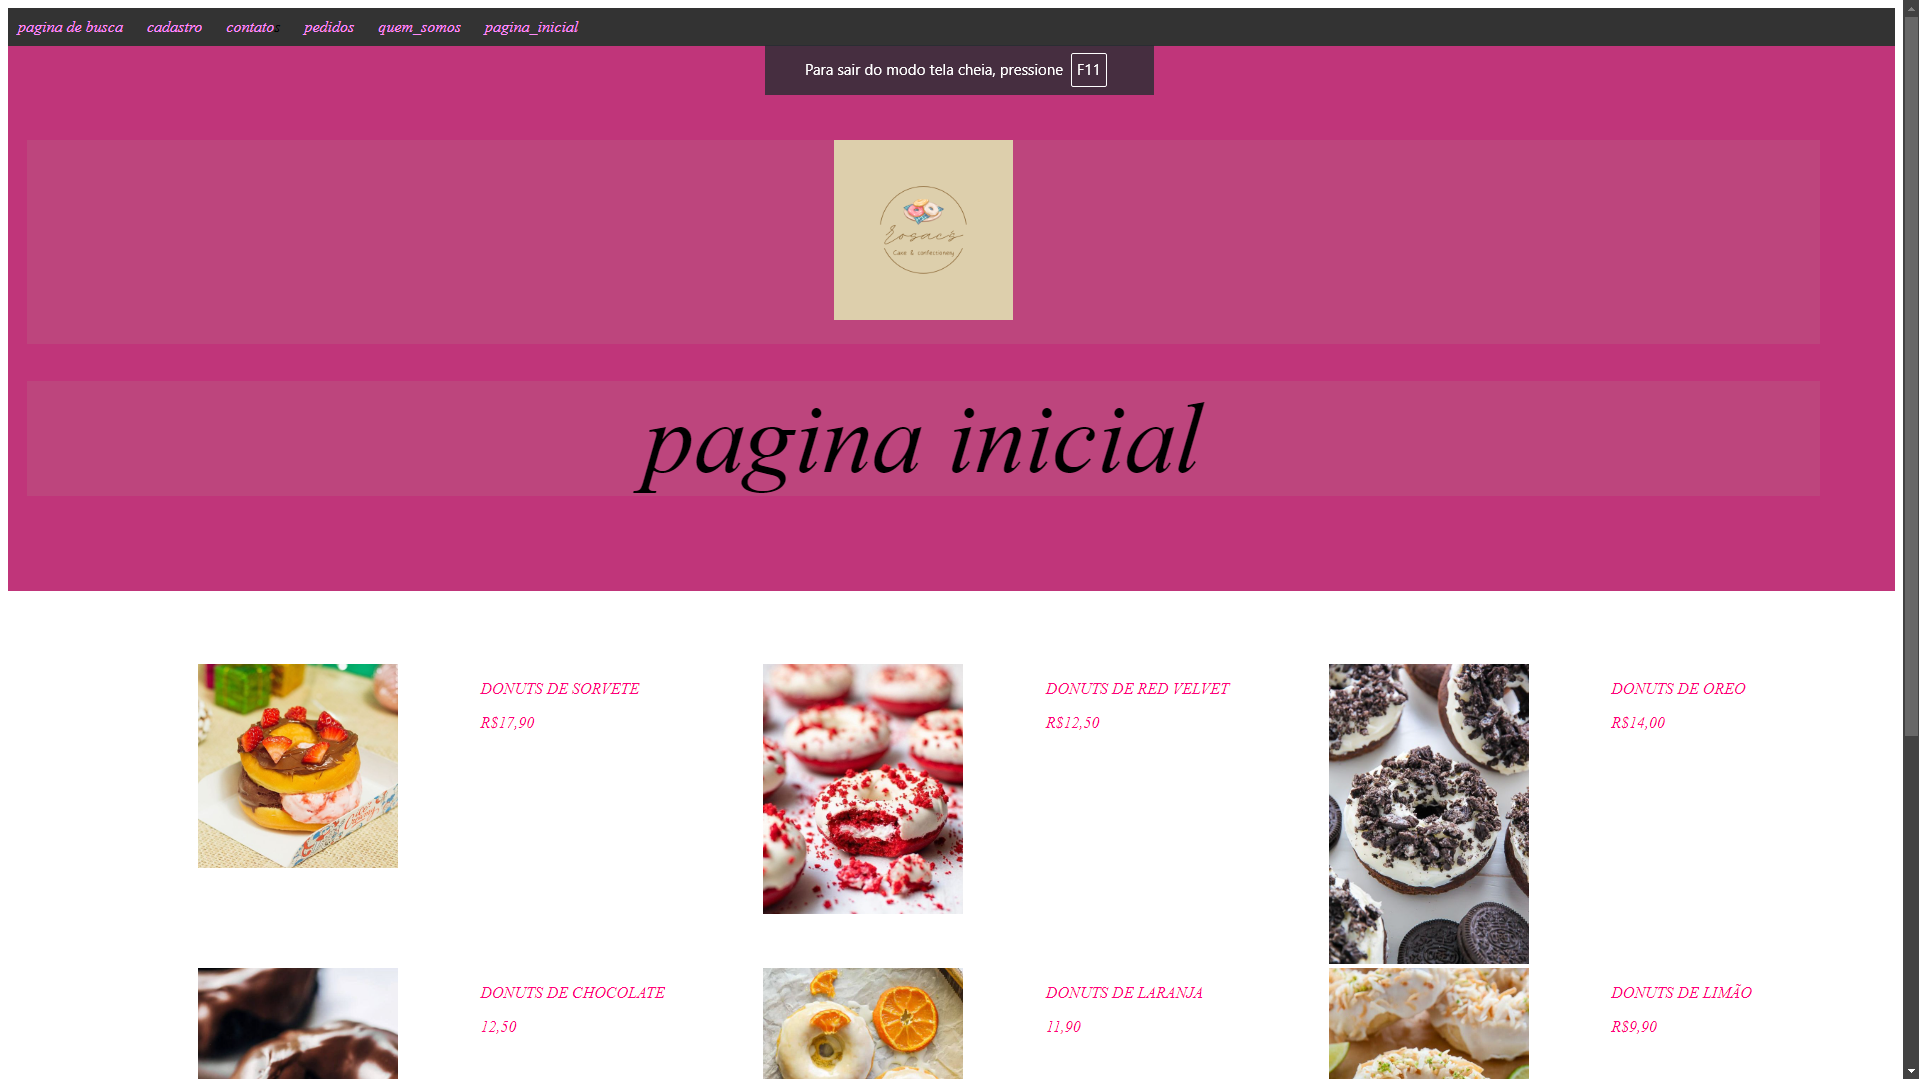 pagina de busca cadastro contatos pedidos quem_somos pagina_inicial
Para sair do modo tela cheia, pressione F11
Rosae's
Cake & confectionery
pagina inicial
DONUTS DE SORVETE
R$17,90
DONUTS DE RED VELVET
R$12,50
DONUTS DE OREO
R$14,00
DONUTS DE CHOCOLATE
12,50
DONUTS DE LARANJA
11,90
DONUTS DE LIMÃO
R$9,90